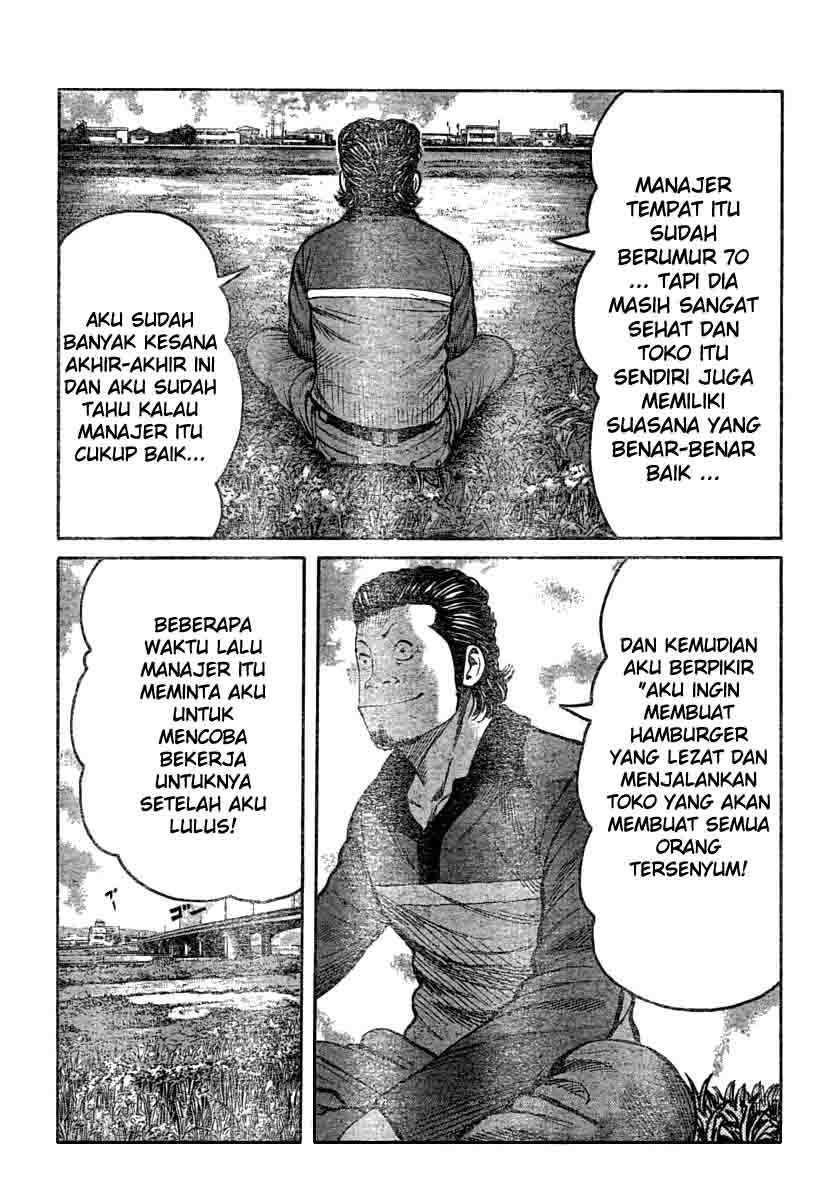 MANAJER
TEMPAT ITU
SUDAH
BERUMUR 70
... TAPI DIA
MASIH SANGAT
SEHAT DAN
TOKO ITU
SENDIRI JUGA
MEMILIKI
SUASANA YANG
BENAR-BENAR
BAIK ...
AKU SUDAH
BANYAK KESANA
AKHIR-AKHIR INI
DAN AKU SUDAH
TAHU KALAU
MANAJER ITU
CUKUP BAIK...
DAN KEMUDIAN
AKU BERPIKIR
"AKU INGIN
MEMBUAT
HAMBURGER
YANG LEZAT DAN
MENJALANKAN
TOKO YANG AKAN
MEMBUAT SEMUA
ORANG
TERSENYUM!
BEBERAPA
WAKTU LALU
MANAJER ITU
MEMINTA AKU
UNTUK
MENCOBA
BEKERJA
UNTUKNYA
SETELAH AKU
LULUS!
ゴー